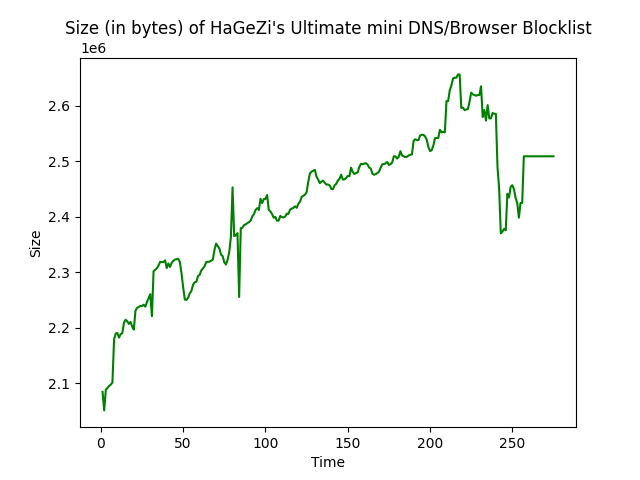 Size (in bytes) of HaGeZi's Ultimate mini DNS/Browser Blocklist
1e6
2.6
2.5
2.4
2.3
2.2
2.1
Size
0 50 100 150 200 250
Time